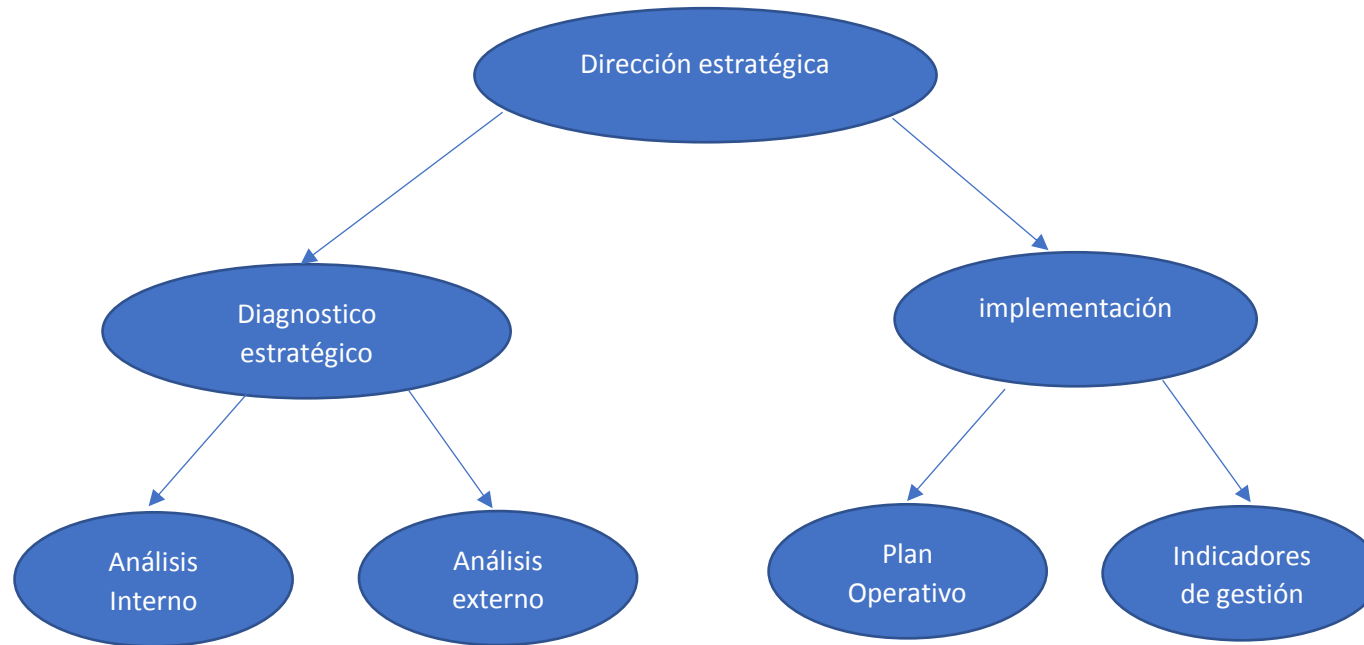 Dirección estratégica
Diagnostico
estratégico
implementación
Análisis
Interno
Análisis
externo
Plan
Operativo
Indicadores
de gestión